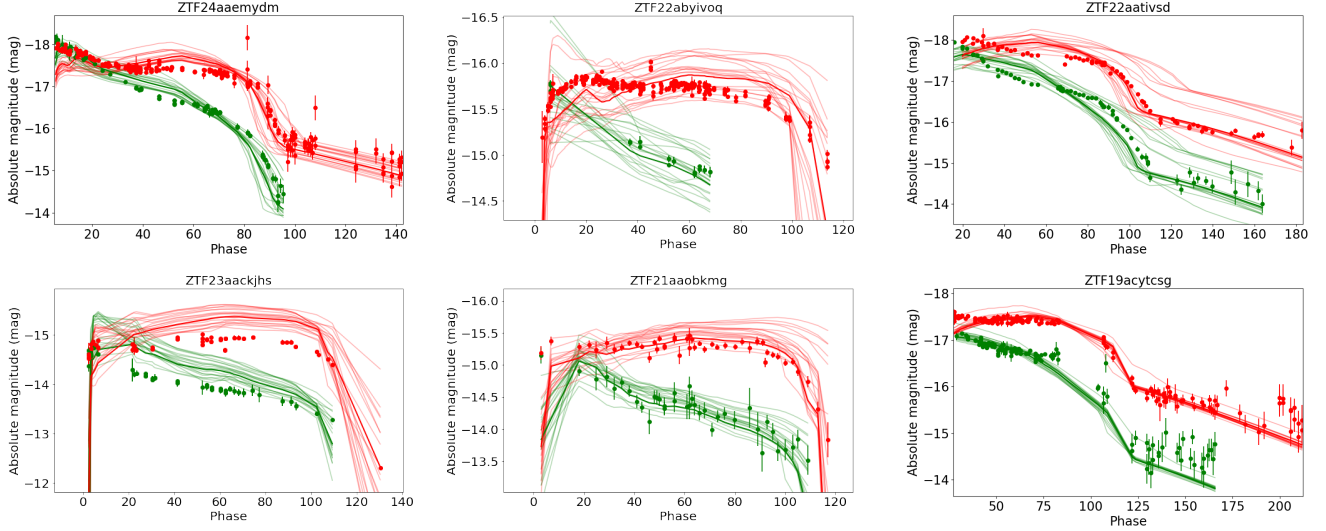 ZTF24aaemydm
Absolute magnitude (mag)
−18
−17
−16
−15
−14
20 40 60 80 100 120 140
Phase
ZTF22abyivoq
Absolute magnitude (mag)
−16.5
−16.0
−15.5
−15.0
−14.5
0 20 40 60 80 100 120
Phase
ZTF22aativsd
Absolute magnitude (mag)
−18
−17
−16
−15
−14
20 40 60 80 100 120 140 160 180
Phase
ZTF23aackjhs
Absolute magnitude (mag)
−15
−14
−13
−12
0 20 40 60 80 100 120 140
Phase
ZTF21aaobkmg
Absolute magnitude (mag)
−16.0
−15.5
−15.0
−14.5
−14.0
−13.5
0 20 40 60 80 100 120
Phase
ZTF19acytcsg
Absolute magnitude (mag)
−18
−17
−16
−15
−14
50 75 100 125 150 175 200
Phase